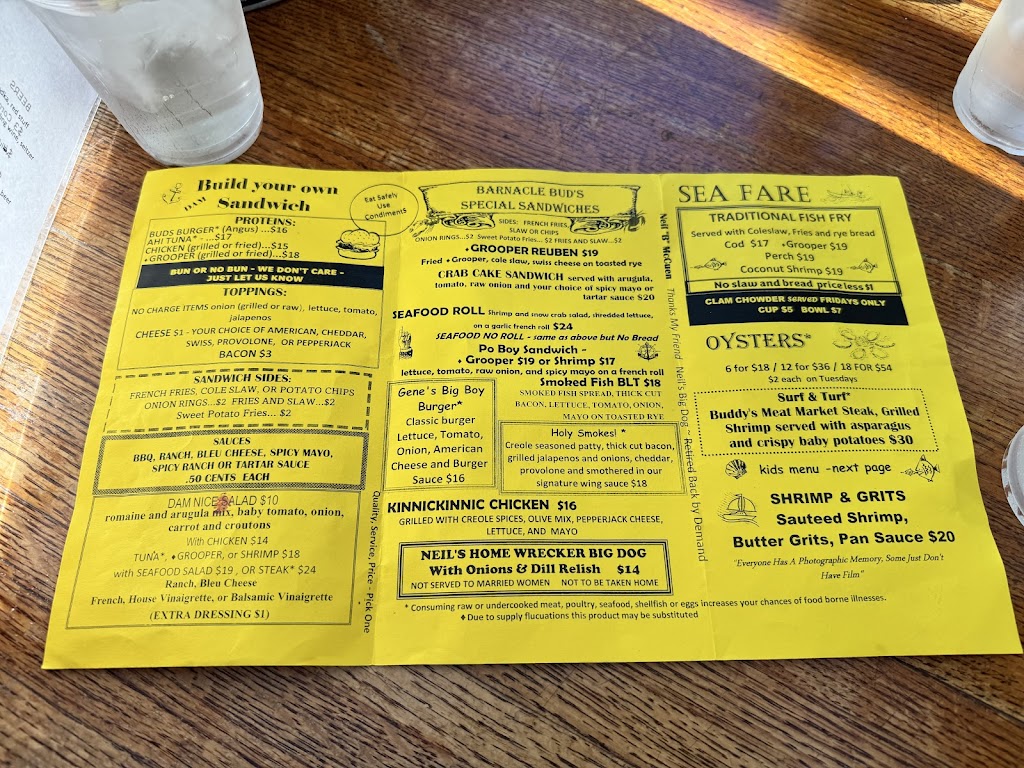 BEERS
DAM
Build your own
Sandwich
PROTEINS:
BUDS BURGER* (Angus) ...$16
AHI TUNA* - ...$17
CHICKEN (grilled or fried)...$15
♦GROOPER (grilled or fried)...$18
BUN OR NO BUN - WE DON'T CARE -
JUST LET US KNOW
TOPPINGS:
NO CHARGE ITEMS onion (grilled or raw), lettuce, tomato,
jalapenos
CHEESE $1 - YOUR CHOICE OF AMERICAN, CHEDDAR,
SWISS, PROVOLONE, OR PEPPERJACK
BACON $3
SANDWICH SIDES:
FRENCH FRIES, COLE SLAW, OR POTATO CHIPS
ONION RINGS...$2 FRIES AND SLAW...$2
Sweet Potato Fries... $2
SAUCES
BBQ, RANCH, BLEU CHEESE, SPICY MAYO,
SPICY RANCH OR TARTAR SAUCE
.50 CENTS EACH
DAM NICE SALAD $10
romaine and arugula mix, baby tomato, onion,
carrot and croutons
With CHICKEN $14
TUNA*, ♦GROOPER, or SHRIMP $18
with SEAFOOD SALAD $19 , OR STEAK* $24
Ranch, Bleu Cheese
French, House Vinaigrette, or Balsamic Vinaigrette
(EXTRA DRESSING $1)
Quality, Service, Price - Pick One
Eat Safely
Use
Condiments
BARNACLE BUD'S
SPECIAL SANDWICHES
SIDES: FRENCH FRIES,
SLAW OR CHIPS
ONION RINGS...$2 Sweet Potato Fries... $2 FRIES AND SLAW...$2
♦GROOPER REUBEN $19
Fried ♦Grooper, cole slaw, swiss cheese on toasted rye
CRAB CAKE SANDWICH served with arugula,
tomato, raw onion and your choice of spicy mayo or
tartar sauce $20
SEAFOOD ROLL Shrimp and snow crab salad, shredded lettuce,
on a garlic french roll $24
SEAFOOD NO ROLL - same as above but No Bread
Po Boy Sandwich -
♦ Grooper $19 or Shrimp $17
lettuce, tomato, raw onion, and spicy mayo on a french roll
Smoked Fish BLT $18
SMOKED FISH SPREAD, THICK CUT
BACON, LETTUCE, TOMATO, ONION,
MAYO ON TOASTED RYE
Gene's Big Boy
Burger*
Classic burger
Lettuce, Tomato,
Onion, American
Cheese and Burger
Sauce $16
Holy Smokes! *
Creole seasoned patty, thick cut bacon,
grilled jalapenos and onions, cheddar,
provolone and smothered in our
signature wing sauce $18
KINNICKINNIC CHICKEN $16
GRILLED WITH CREOLE SPICES, OLIVE MIX, PEPPERJACK CHEESE,
LETTUCE, AND MAYO
NEIL'S HOME WRECKER BIG DOG
With Onions & Dill Relish $14
NOT SERVED TO MARRIED WOMEN NOT TO BE TAKEN HOME
Neil 'B' McCuen Thanks My Friend Neil's Big Dog ~ Retired Back by Demand
SEA FARE
TRADITIONAL FISH FRY
Served with Coleslaw, Fries and rye bread
Cod $17 ♦Grooper $19
Perch $19
Coconut Shrimp $19
No slaw and bread priceless $1
CLAM CHOWDER SERVED FRIDAYS ONLY
CUP $5 BOWL $7
OYSTERS*
6 for $18 / 12 for $36 / 18 FOR $54
$2 each on Tuesdays
Surf & Turf*
Buddy's Meat Market Steak, Grilled
Shrimp served with asparagus
and crispy baby potatoes $30
kids menu -next page
SHRIMP & GRITS
Sauteed Shrimp,
Butter Grits, Pan Sauce $20
"Everyone Has A Photographic Memory, Some Just Don't
Have Film"
* Consuming raw or undercooked meat, poultry, seafood, shellfish or eggs increases your chances of food borne illnesses.
♦ Due to supply flucuations this product may be substituted